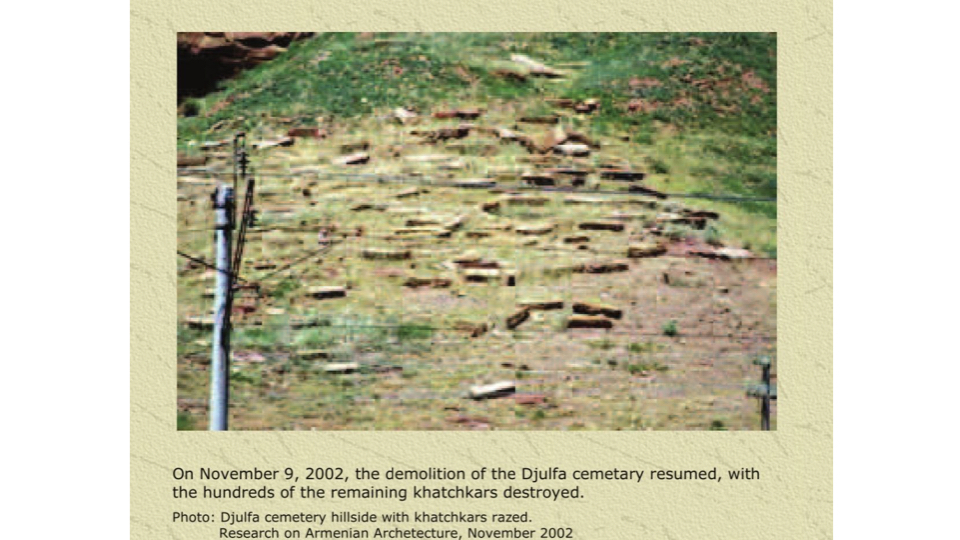 On November 9, 2002, the demolition of the Djulfa cemetary resumed, with
the hundreds of the remaining khatchkars destroyed.
Photo: Djulfa cemetery hillside with khatchkars razed.
Research on Armenian Archetecture, November 2002